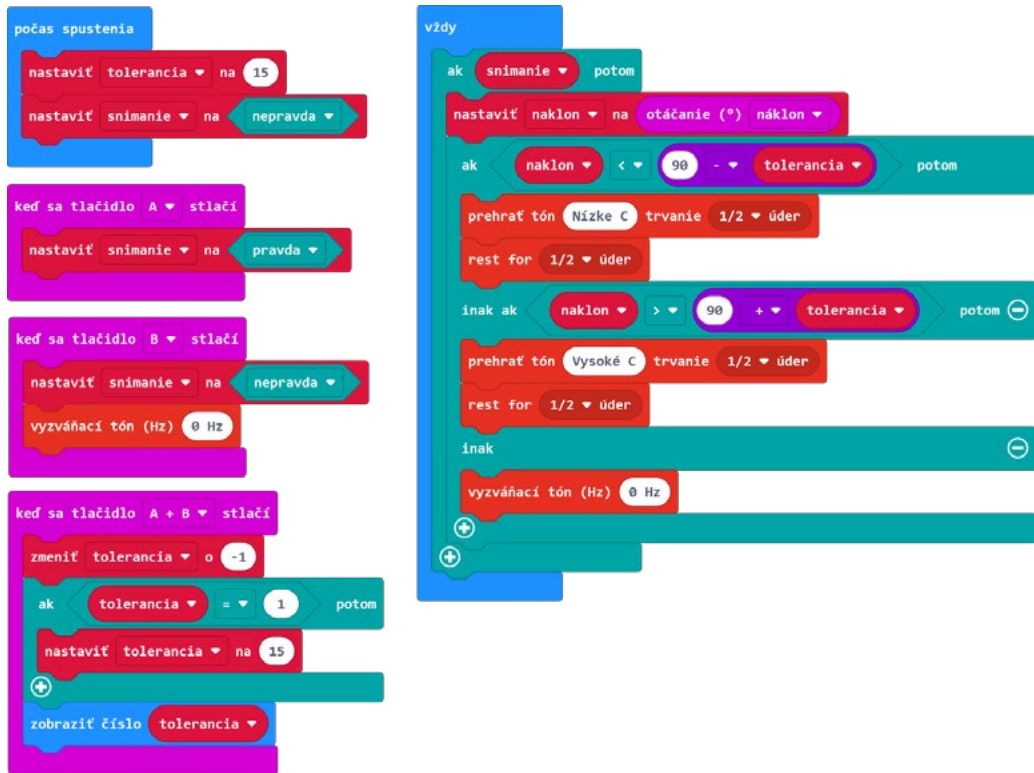 počas spustenia
nastaviť tolerancia na 15
nastaviť snimanie na nepravda
keď sa tlačidlo A stlačí
nastaviť snimanie na pravda
keď sa tlačidlo B stlačí
nastaviť snimanie na nepravda
vyzváňací tón (Hz) 0 Hz
keď sa tlačidlo A + B stlačí
zmeniť tolerancia o -1
ak tolerancia = 1 potom
nastaviť tolerancia na 15
zobraziť číslo tolerancia
vždy
ak snimanie potom
nastaviť naklon na otáčanie (°) náklon
ak naklon < 90 - tolerancia potom
prehrať tón Nízke C trvanie 1/2 úder
rest for 1/2 úder
inak ak naklon > 90 + tolerancia potom
prehrať tón Vysoké C trvanie 1/2 úder
rest for 1/2 úder
inak
vyzváňací tón (Hz) 0 Hz